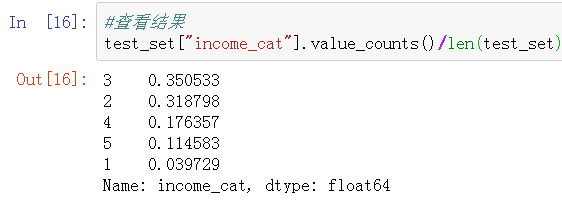 In [16]: #查看结果
test_set["income_cat"].value_counts()/len(test_set)
Out[16]: 3 0.350533
2 0.318798
4 0.176357
5 0.114583
1 0.039729
Name: income_cat, dtype: float64